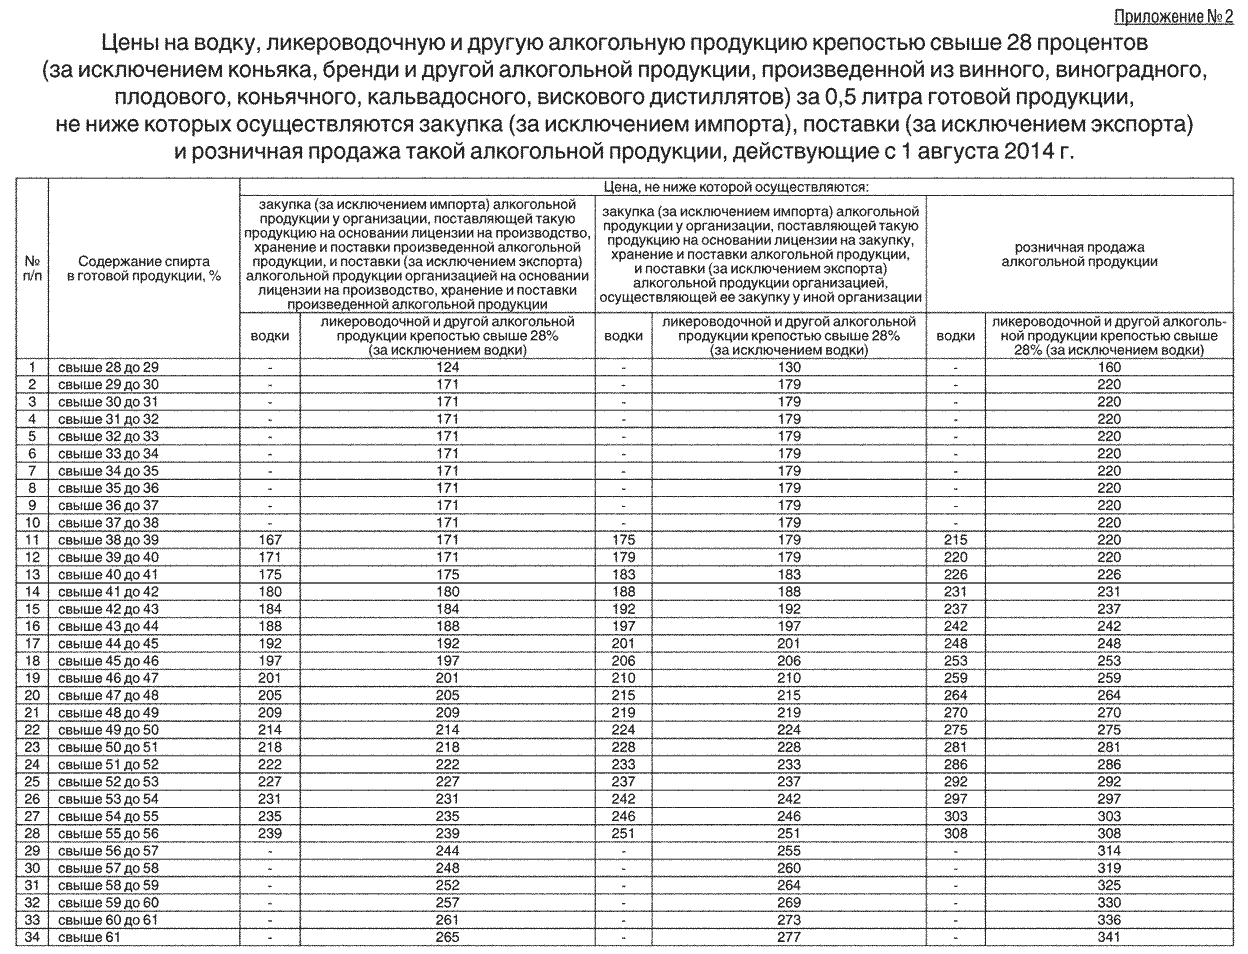 Приложение № 2
Цены на водку, ликероводочную и другую алкогольную продукцию крепостью свыше 28 процентов
(за исключением коньяка, бренди и другой алкогольной продукции, произведенной из винного, виноградного,
плодового, коньячного, кальвадосного, вискового дистиллятов) за 0,5 литра готовой продукции,
не ниже которых осуществляются закупка (за исключением импорта), поставки (за исключением экспорта)
и розничная продажа такой алкогольной продукции, действующие с 1 августа 2014 г.
№
п/п
Содержание спирта
в готовой продукции, %
Цена, не ниже которой осуществляются:
закупка (за исключением импорта) алкогольной
продукции у организации, поставляющей такую
продукцию на основании лицензии на производство,
хранение и поставки произведенной алкогольной
продукции, и поставки (за исключением экспорта)
алкогольной продукции организацией на основании
лицензии на производство, хранение и поставки
произведенной алкогольной продукции
закупка (за исключением импорта) алкогольной
продукции у организации, поставляющей такую
продукцию на основании лицензии на закупку,
хранение и поставки алкогольной продукции,
и поставки (за исключением экспорта)
алкогольной продукции организацией,
осуществляющей ее закупку у иной организации
розничная продажа
алкогольной продукции
водки
ликероводочной и другой алкогольной
продукции крепостью свыше 28%
(за исключением водки)
водки
ликероводочной и другой алкогольной
продукции крепостью свыше 28%
(за исключением водки)
водки
ликероводочной и другой алкоголь-
ной продукции крепостью свыше
28% (за исключением водки)
1 свыше 28 до 29 - 124 - 130 - 160
2 свыше 29 до 30 - 171 - 179 - 220
3 свыше 30 до 31 - 171 - 179 - 220
4 свыше 31 до 32 - 171 - 179 - 220
5 свыше 32 до 33 - 171 - 179 - 220
6 свыше 33 до 34 - 171 - 179 - 220
7 свыше 34 до 35 - 171 - 179 - 220
8 свыше 35 до 36 - 171 - 179 - 220
9 свыше 36 до 37 - 171 - 179 - 220
10 свыше 37 до 38 - 171 - 179 - 220
11 свыше 38 до 39 167 171 175 179 215 220
12 свыше 39 до 40 171 171 179 179 220 220
13 свыше 40 до 41 175 175 183 183 226 226
14 свыше 41 до 42 180 180 188 188 231 231
15 свыше 42 до 43 184 184 192 192 237 237
16 свыше 43 до 44 188 188 197 197 242 242
17 свыше 44 до 45 192 192 201 201 248 248
18 свыше 45 до 46 197 197 206 206 253 253
19 свыше 46 до 47 201 201 210 210 259 259
20 свыше 47 до 48 205 205 215 215 264 264
21 свыше 48 до 49 209 209 219 219 270 270
22 свыше 49 до 50 214 214 224 224 275 275
23 свыше 50 до 51 218 218 228 228 281 281
24 свыше 51 до 52 222 222 233 233 286 286
25 свыше 52 до 53 227 227 237 237 292 292
26 свыше 53 до 54 231 231 242 242 297 297
27 свыше 54 до 55 235 235 246 246 303 303
28 свыше 55 до 56 239 239 251 251 308 308
29 свыше 56 до 57 - 244 - 255 - 314
30 свыше 57 до 58 - 248 - 260 - 319
31 свыше 58 до 59 - 252 - 264 - 325
32 свыше 59 до 60 - 257 - 269 - 330
33 свыше 60 до 61 - 261 - 273 - 336
34 свыше 61 - 265 - 277 - 341